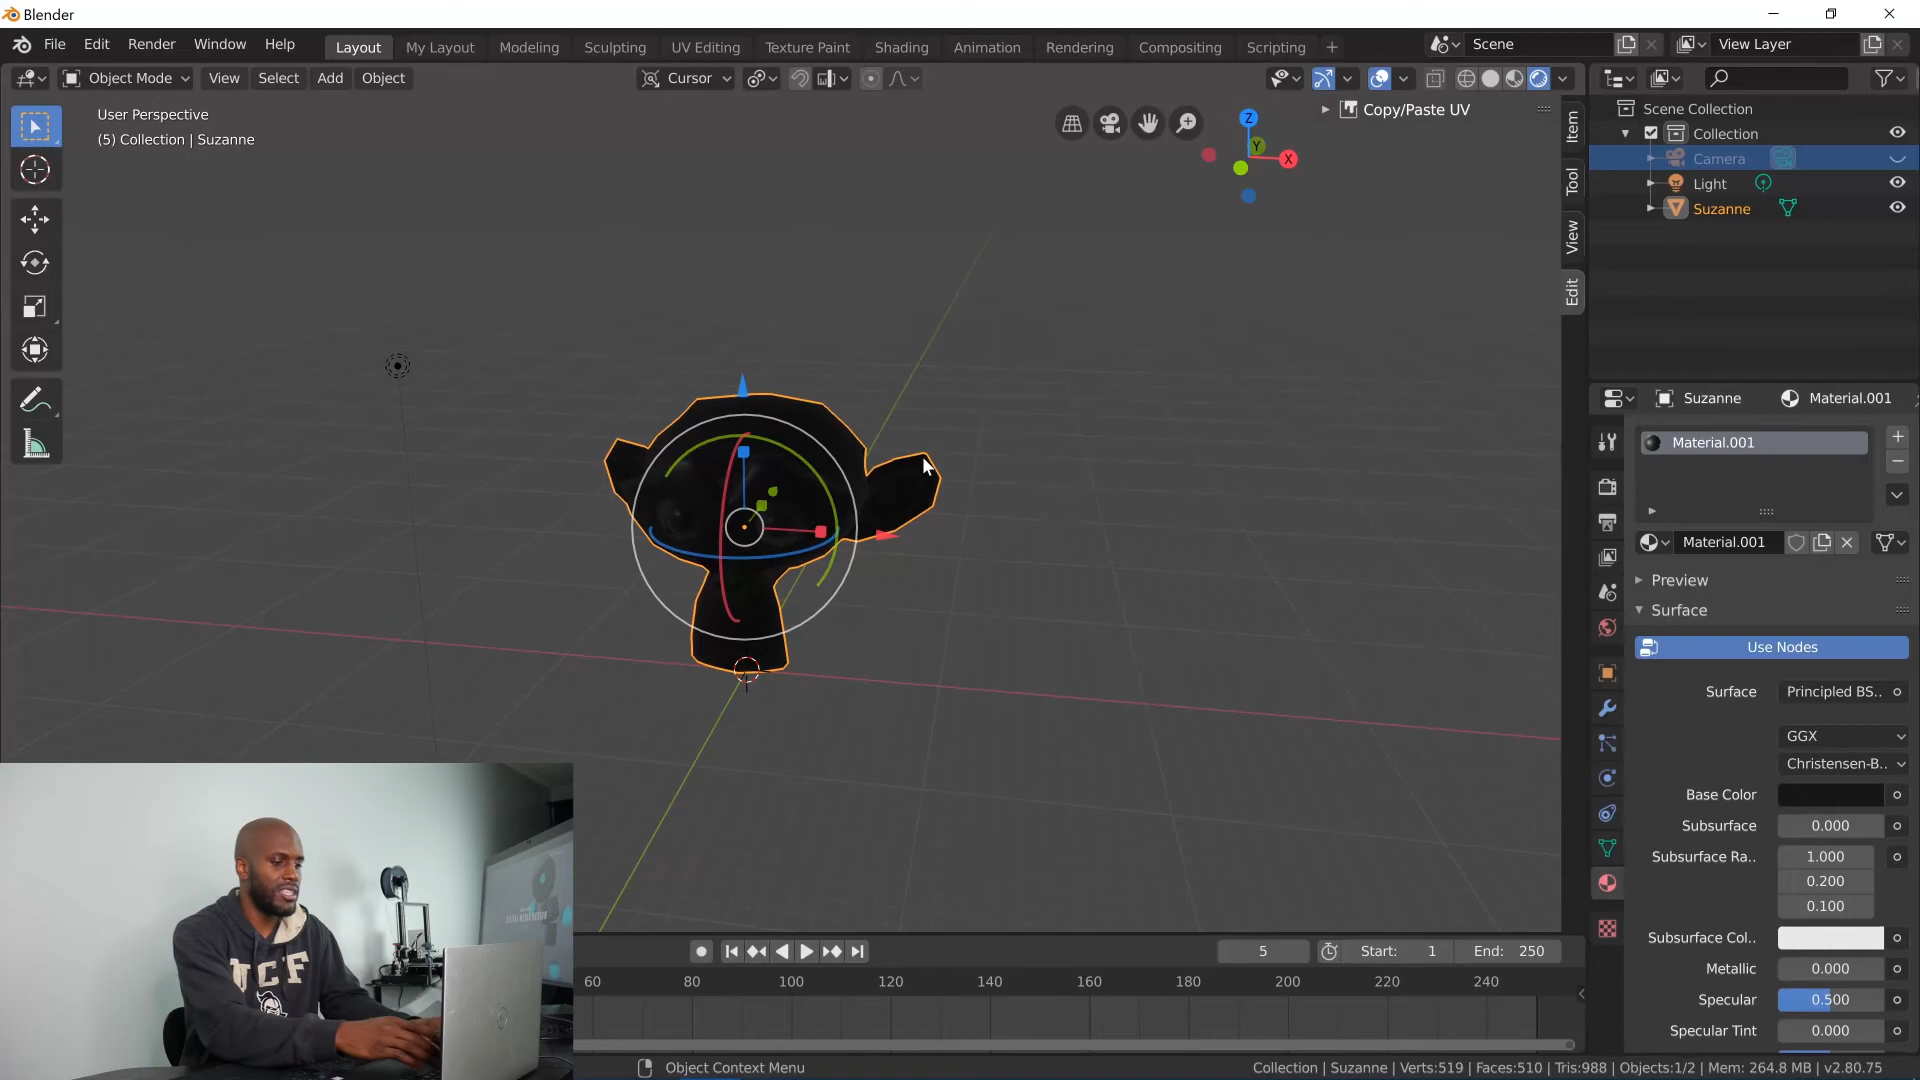 Blender
File Edit Render Window Help Layout My Layout Modeling Sculpting UV Editing Texture Paint Shading Animation Rendering Compositing Scripting + Scene View Layer
Object Mode View Select Add Object Cursor
User Perspective
(5) Collection | Suzanne
Copy/Paste UV
Z
Y
X
Item
Tool
View
Edit
Scene Collection
Collection
Camera
Light
Suzanne
Suzanne Material.001
Material.001
Material.001
Preview
Surface
Use Nodes
Surface Principled BS..
GGX
Christensen-B..
Base Color
Subsurface 0.000
Subsurface Ra.. 1.000
0.200
0.100
Subsurface Col..
Metallic 0.000
Specular 0.500
Specular Tint 0.000
5 Start: 1 End: 250
60 80 100 120 140 160 180 200 220 240
UCF
Object Context Menu
Collection | Suzanne | Verts:519 | Faces:510 | Tris:988 | Objects:1/2 | Mem: 264.8 MB | v2.80.75